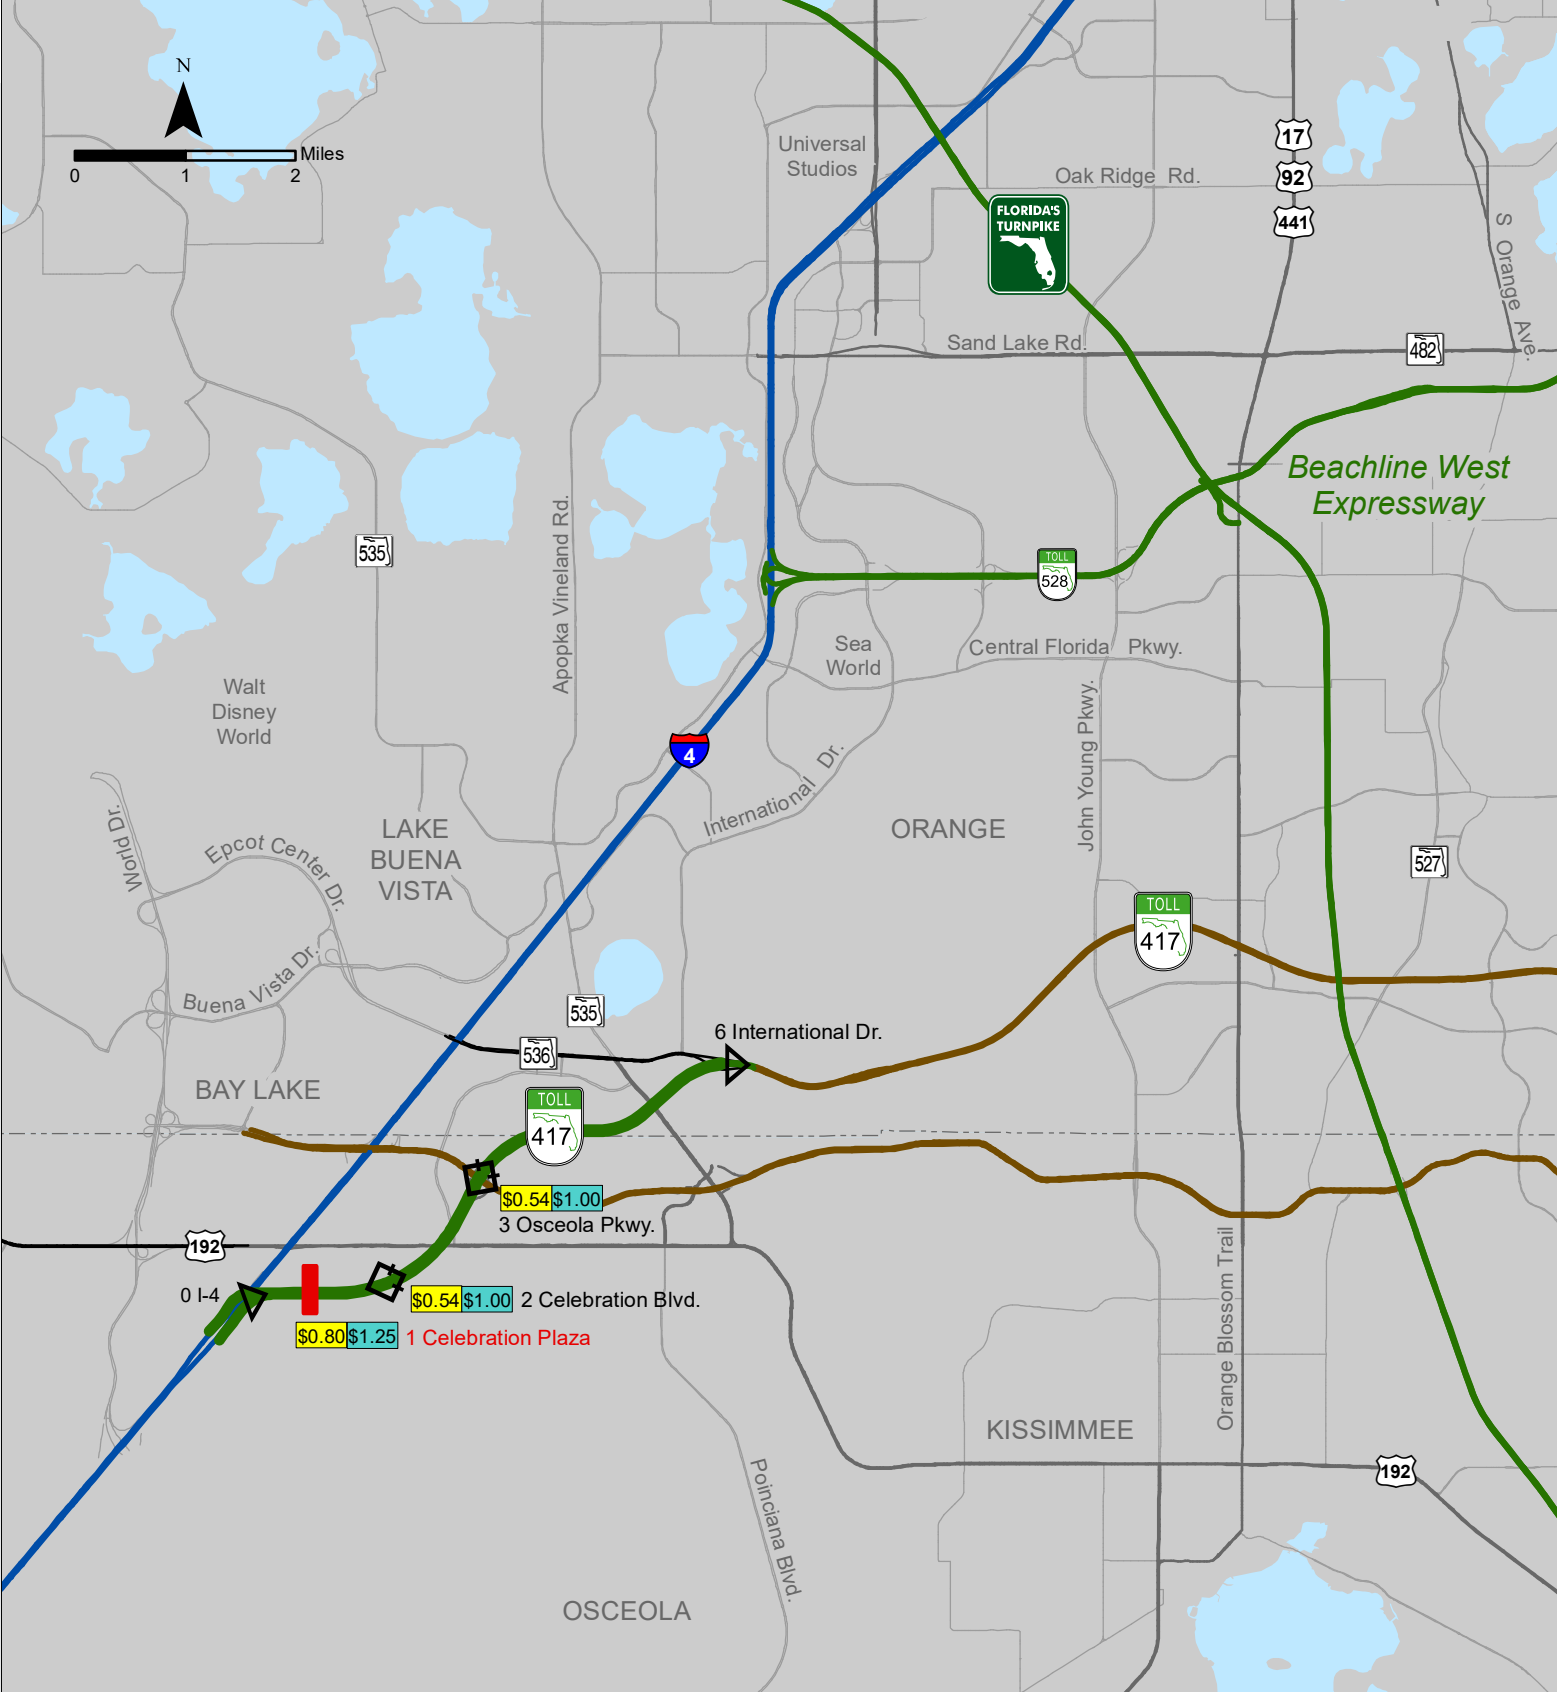 N
Miles
0 1 2
Universal
Studios
17
92
441
Oak Ridge Rd.
FLORIDA'S
TURNPIKE
S Orange Ave.
Sand Lake Rd.
482
Beachline West
Expressway
535
Apopka Vineland Rd.
TOLL
528
Sea
World
Central Florida Pkwy.
Walt
Disney
World
John Young Pkwy.
4
International Dr.
World Dr.
Epcot Center Dr.
LAKE
BUENA
VISTA
ORANGE
527
TOLL
417
Buena Vista Dr.
535
6 International Dr.
536
BAY LAKE
TOLL
417
$0.54 $1.00
3 Osceola Pkwy.
192
0 I-4
$0.54 $1.00 2 Celebration Blvd.
$0.80 $1.25 1 Celebration Plaza
Orange Blossom Trail
KISSIMMEE
192
Poinciana Blvd.
OSCEOLA